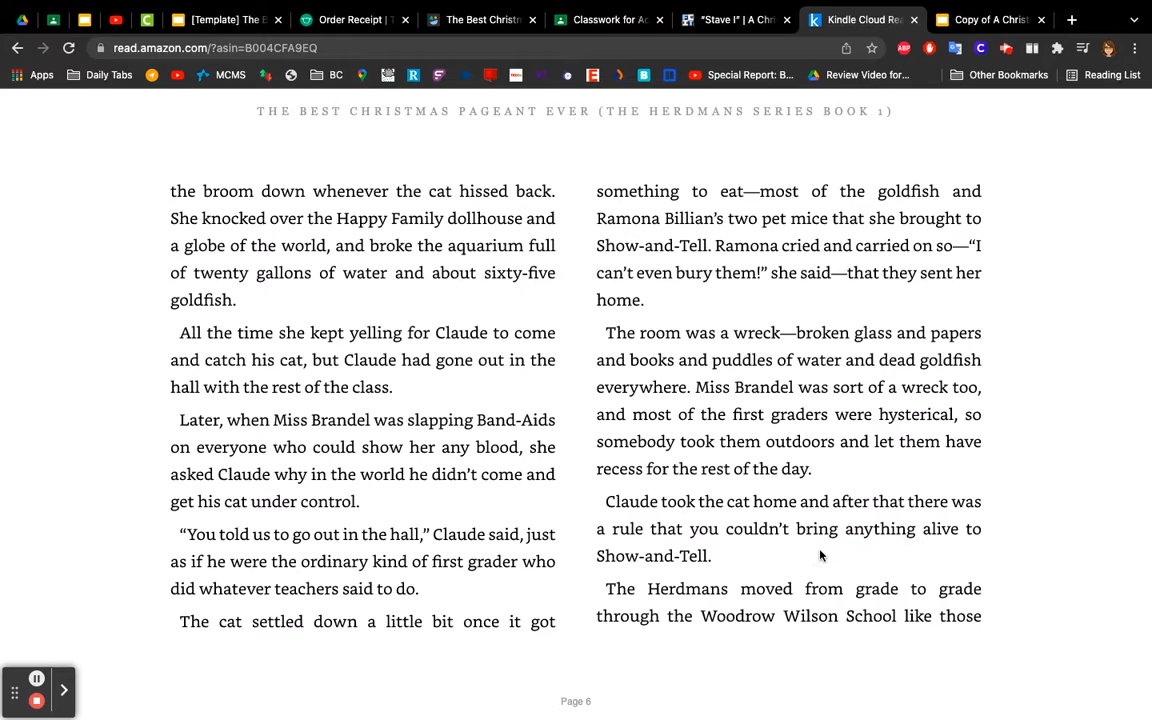 [Template] The B
Order Receipt | T
The Best Christm
Classwork for Ac
"Stave I" | A Chri
Kindle Cloud Rea
Copy of A Christ
read.amazon.com/?asin=B004CFA9EQ
Apps
Daily Tabs
MCMS
BC
Special Report: B...
Review Video for...
Other Bookmarks
Reading List
THE BEST CHRISTMAS PAGEANT EVER (THE HERDMANS SERIES BOOK 1)
the broom down whenever the cat hissed back.
She knocked over the Happy Family dollhouse and
a globe of the world, and broke the aquarium full
of twenty gallons of water and about sixty-five
goldfish.
All the time she kept yelling for Claude to come
and catch his cat, but Claude had gone out in the
hall with the rest of the class.
Later, when Miss Brandel was slapping Band-Aids
on everyone who could show her any blood, she
asked Claude why in the world he didn't come and
get his cat under control.
“You told us to go out in the hall,” Claude said, just
as if he were the ordinary kind of first grader who
did whatever teachers said to do.
The cat settled down a little bit once it got
something to eat—most of the goldfish and
Ramona Billian's two pet mice that she brought to
Show-and-Tell. Ramona cried and carried on so—“I
can't even bury them!” she said—that they sent her
home.
The room was a wreck—broken glass and papers
and books and puddles of water and dead goldfish
everywhere. Miss Brandel was sort of a wreck too,
and most of the first graders were hysterical, so
somebody took them outdoors and let them have
recess for the rest of the day.
Claude took the cat home and after that there was
a rule that you couldn't bring anything alive to
Show-and-Tell.
The Herdmans moved from grade to grade
through the Woodrow Wilson School like those
Page 6